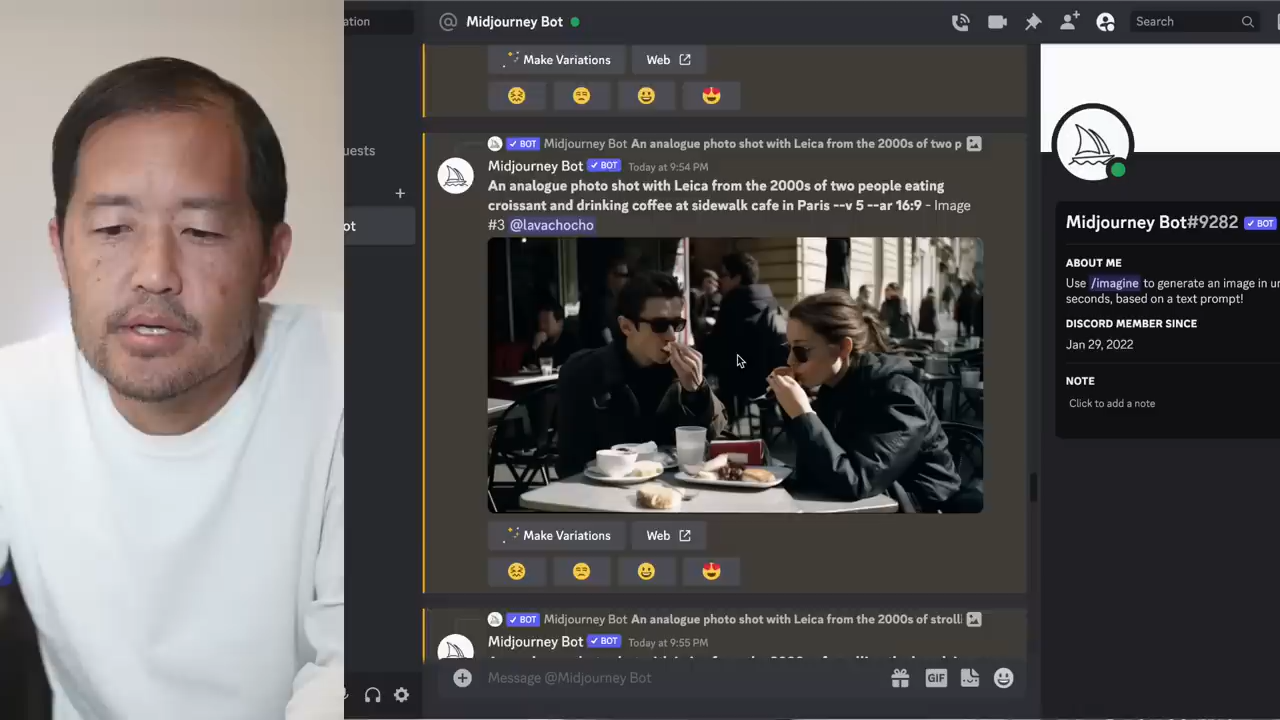 ation
Midjourney Bot
Search
uests
ot
Make Variations
Web
BOT Midjourney Bot An analogue photo shot with Leica from the 2000s of two p
Midjourney Bot BOT Today at 9:54 PM
An analogue photo shot with Leica from the 2000s of two people eating
croissant and drinking coffee at sidewalk cafe in Paris --v 5 --ar 16:9 - Image
#3 @lavachocho
Make Variations
Web
BOT Midjourney Bot An analogue photo shot with Leica from the 2000s of stroll
Midjourney Bot BOT Today at 9:55 PM
Message @Midjourney Bot
GIF
Midjourney Bot#9282 BOT
ABOUT ME
Use /imagine to generate an image in un
seconds, based on a text prompt!
DISCORD MEMBER SINCE
Jan 29, 2022
NOTE
Click to add a note